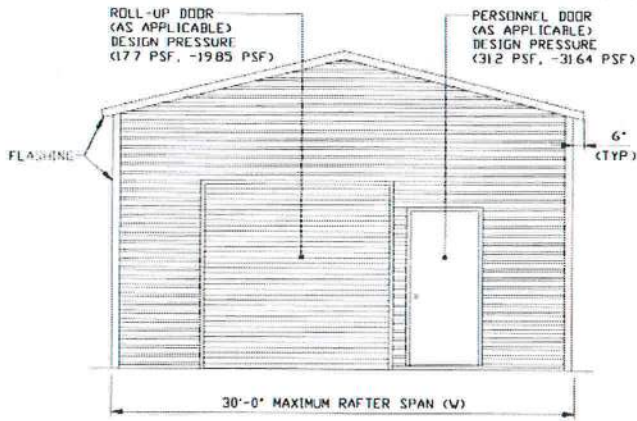 ROLL-UP DOOR
(AS APPLICABLE)
DESIGN PRESSURE
(17.7 PSF, -19.85 PSF)
PERSONNEL DOOR
(AS APPLICABLE)
DESIGN PRESSURE
(31.2 PSF, -31.64 PSF)
FLASHING
6"
(TYP)
30'-0" MAXIMUM RAFTER SPAN (W)